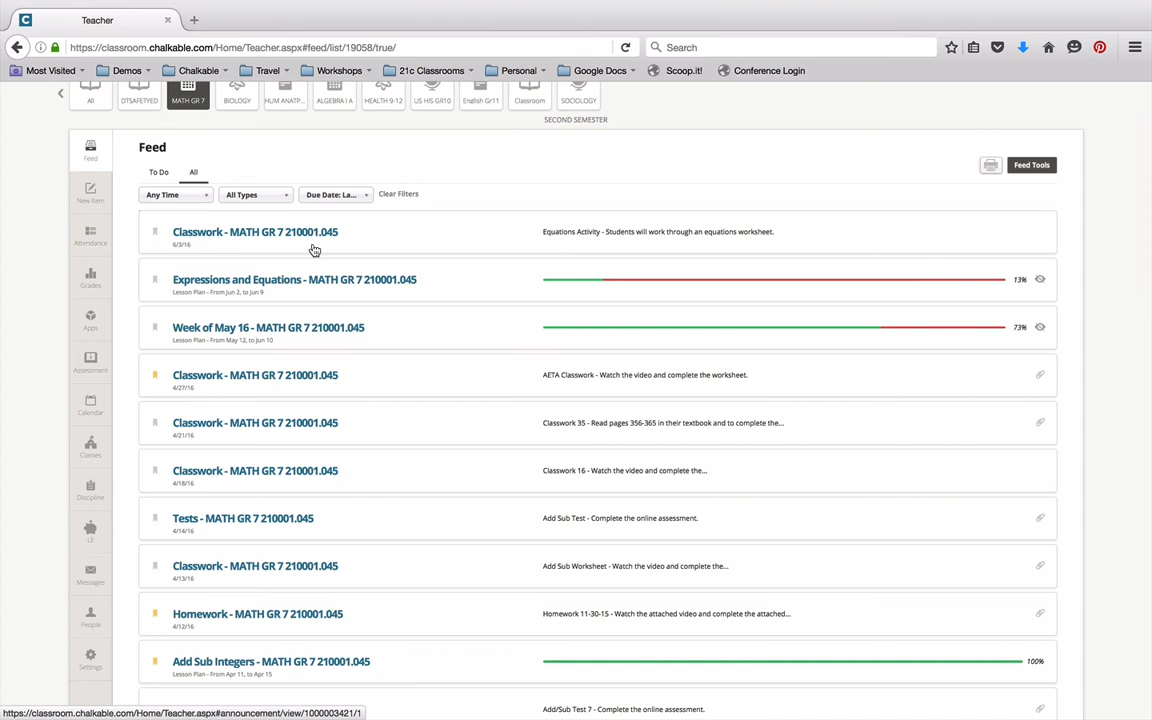 Teacher
https://classroom.chalkable.com/Home/Teacher.aspx#feed/list/19058/true/
Search
Most Visited
Demos
Chalkable
Travel
Workshops
21c Classrooms
Personal
Google Docs
Scoop.it!
Conference Login
All
DTSAFETYED
MATH GR 7
BIOLOGY
HUM ANATP...
ALGEBRA I A
HEALTH 9-12
US HIS GR10
English Gr11
Classroom
SOCIOLOGY
SECOND SEMESTER
Feed
New Item
Attendance
Grades
Apps
Assessment
Calendar
Classes
Discipline
LE
Messages
People
Settings
Feed
Feed Tools
To Do
All
Any Time
All Types
Due Date: La...
Clear Filters
Classwork - MATH GR 7 210001.045
6/3/16
Equations Activity - Students will work through an equations worksheet.
Expressions and Equations - MATH GR 7 210001.045
Lesson Plan - From Jun 2, to Jun 9
13%
Week of May 16 - MATH GR 7 210001.045
Lesson Plan - From May 12, to Jun 10
73%
Classwork - MATH GR 7 210001.045
4/27/16
AETA Classwork - Watch the video and complete the worksheet.
Classwork - MATH GR 7 210001.045
4/21/16
Classwork 35 - Read pages 356-365 in their textbook and to complete the...
Classwork - MATH GR 7 210001.045
4/18/16
Classwork 16 - Watch the video and complete the...
Tests - MATH GR 7 210001.045
4/14/16
Add Sub Test - Complete the online assessment.
Classwork - MATH GR 7 210001.045
4/13/16
Add Sub Worksheet - Watch the video and complete the...
Homework - MATH GR 7 210001.045
4/12/16
Homework 11-30-15 - Watch the attached video and complete the attached...
Add Sub Integers - MATH GR 7 210001.045
Lesson Plan - From Apr 11, to Apr 15
100%
Add/Sub Test 7 - Complete the online assessment.
https://classroom.chalkable.com/Home/Teacher.aspx#announcement/view/1000003421/1